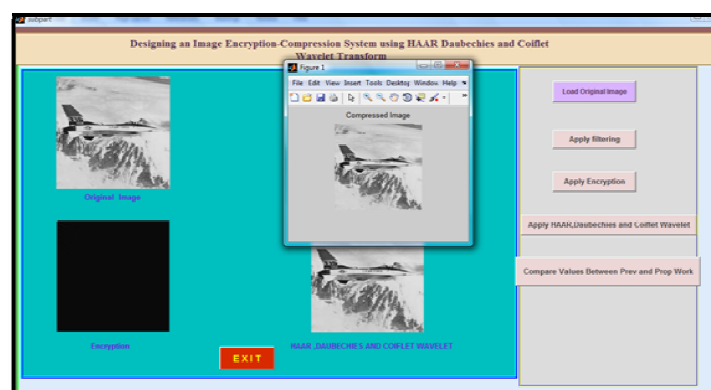 subpart
Designing an Image Encryption-Compression System using HAAR Daubechies and Coiflet
Wavelet Transform
Figure 1
File Edit View Insert Tools Desktop Window Help
Compressed Image
Original Image
Encryption
HAAR ,DAUBECHIES AND COIFLET WAVELET
EXIT
Load Original Image
Apply filtering
Apply Encryption
Apply HAAR,Daubechies and Coiflet Wavelet
Compare Values Between Prev and Prop Work